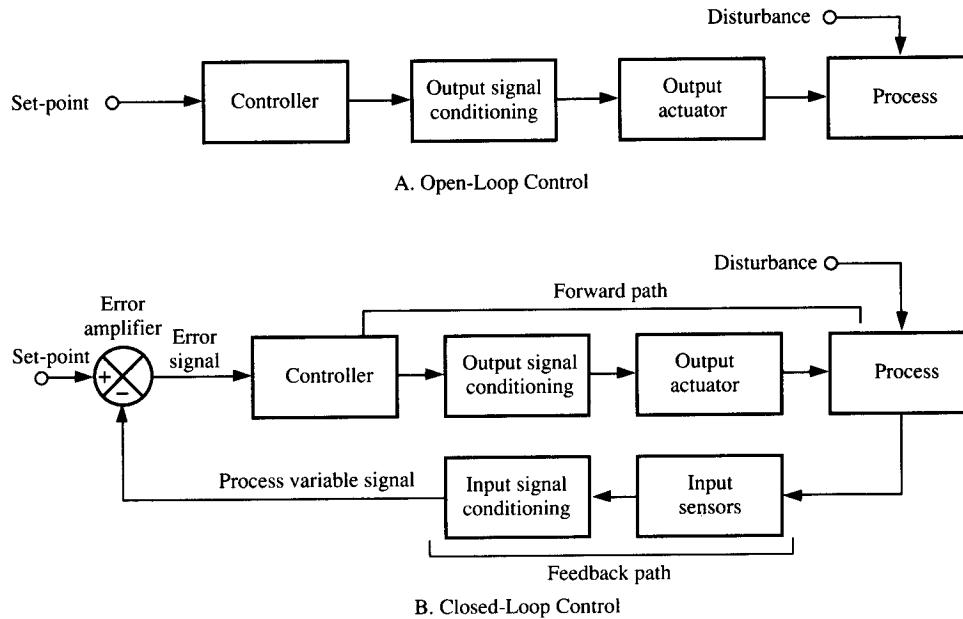 Disturbance
Set-point
Controller
Output signal
conditioning
Output
actuator
Process
A. Open-Loop Control
Disturbance
Forward path
Error
amplifier
Error
signal
Set-point
+
−
Controller
Output signal
conditioning
Output
actuator
Process
Process variable signal
Input signal
conditioning
Input
sensors
Feedback path
B. Closed-Loop Control